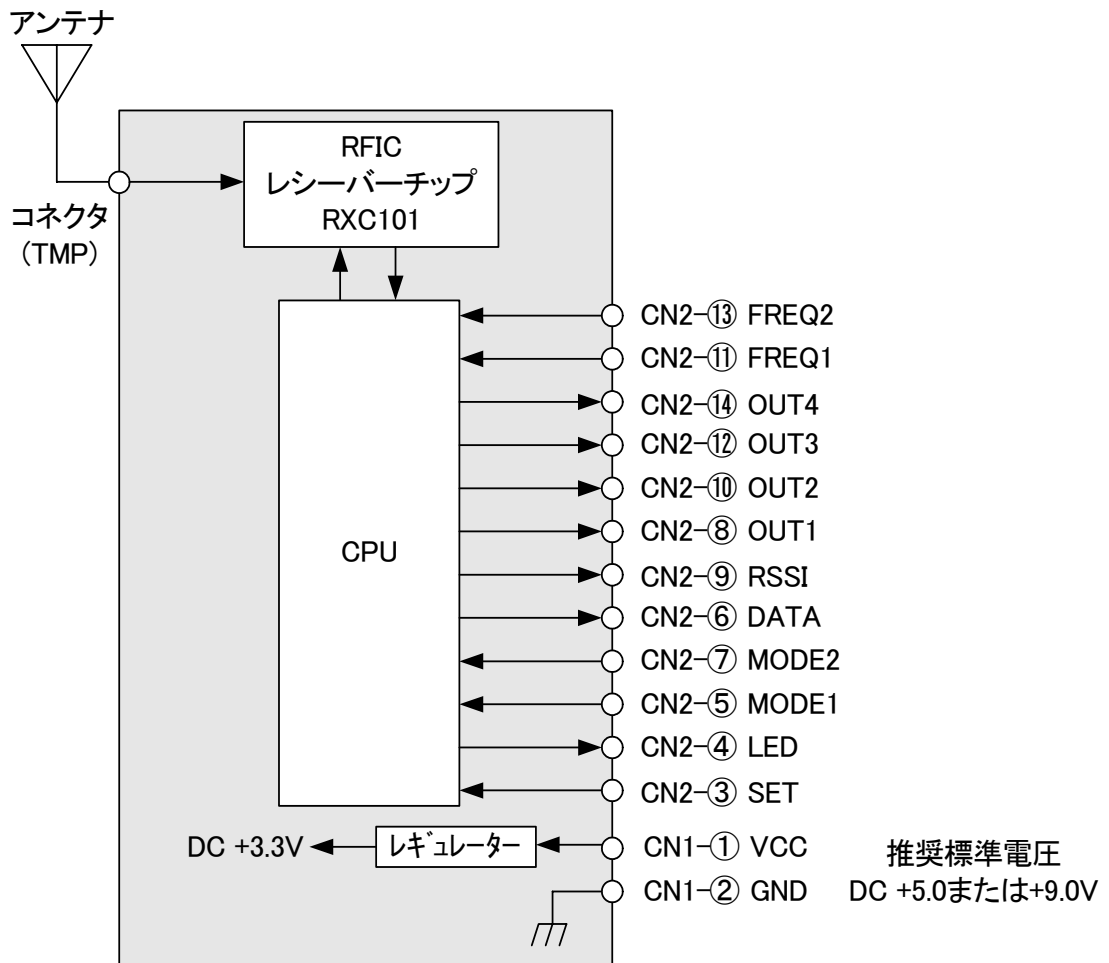 アンテナ
RFIC
レシーバーチップ
RXC101
コネクタ
(TMP)
CN2-⑬ FREQ2
CN2-⑪ FREQ1
CN2-⑭ OUT4
CN2-⑫ OUT3
CN2-⑩ OUT2
CPU
CN2-⑧ OUT1
CN2-⑨ RSSI
CN2-⑥ DATA
CN2-⑦ MODE2
CN2-⑤ MODE1
CN2-④ LED
CN2-③ SET
DC +3.3V
レギュレーター
CN1-① VCC
CN1-② GND
推奨標準電圧
DC +5.0または+9.0V